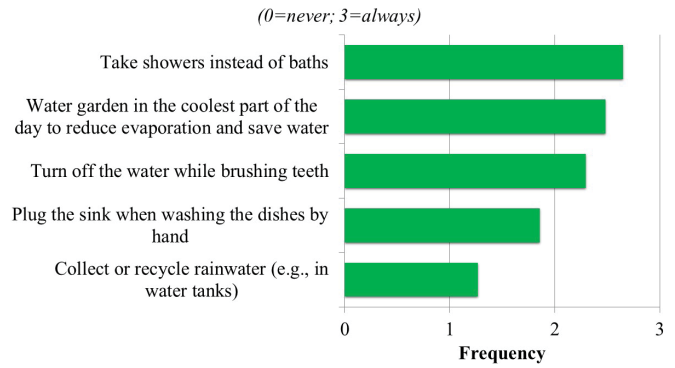 (0=never; 3=always)
Take showers instead of baths
Water garden in the coolest part of the
day to reduce evaporation and save water
Turn off the water while brushing teeth
Plug the sink when washing the dishes by
hand
Collect or recycle rainwater (e.g., in
water tanks)
0 1 2 3
Frequency